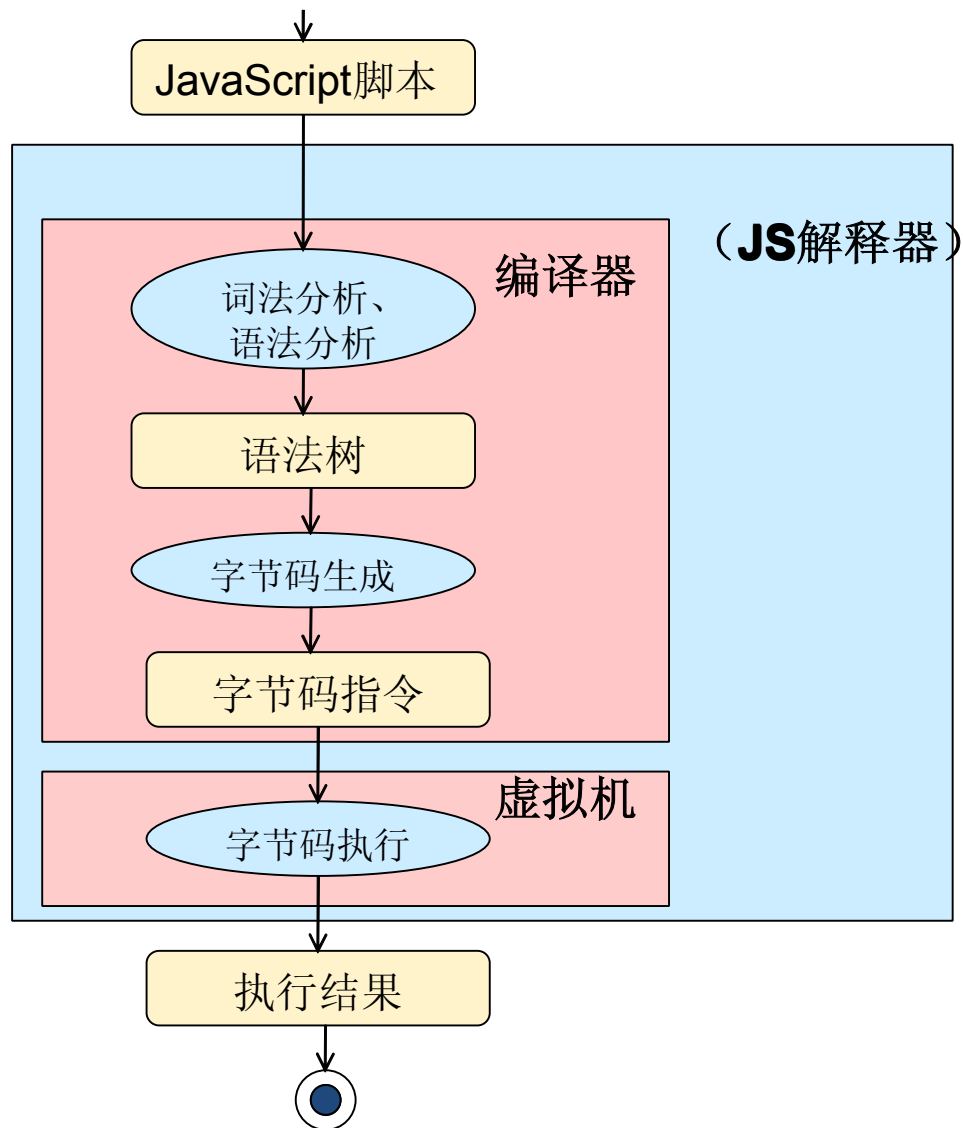 JavaScript脚本
（JS解释器）
编译器
词法分析、
语法分析
语法树
字节码生成
字节码指令
虚拟机
字节码执行
执行结果